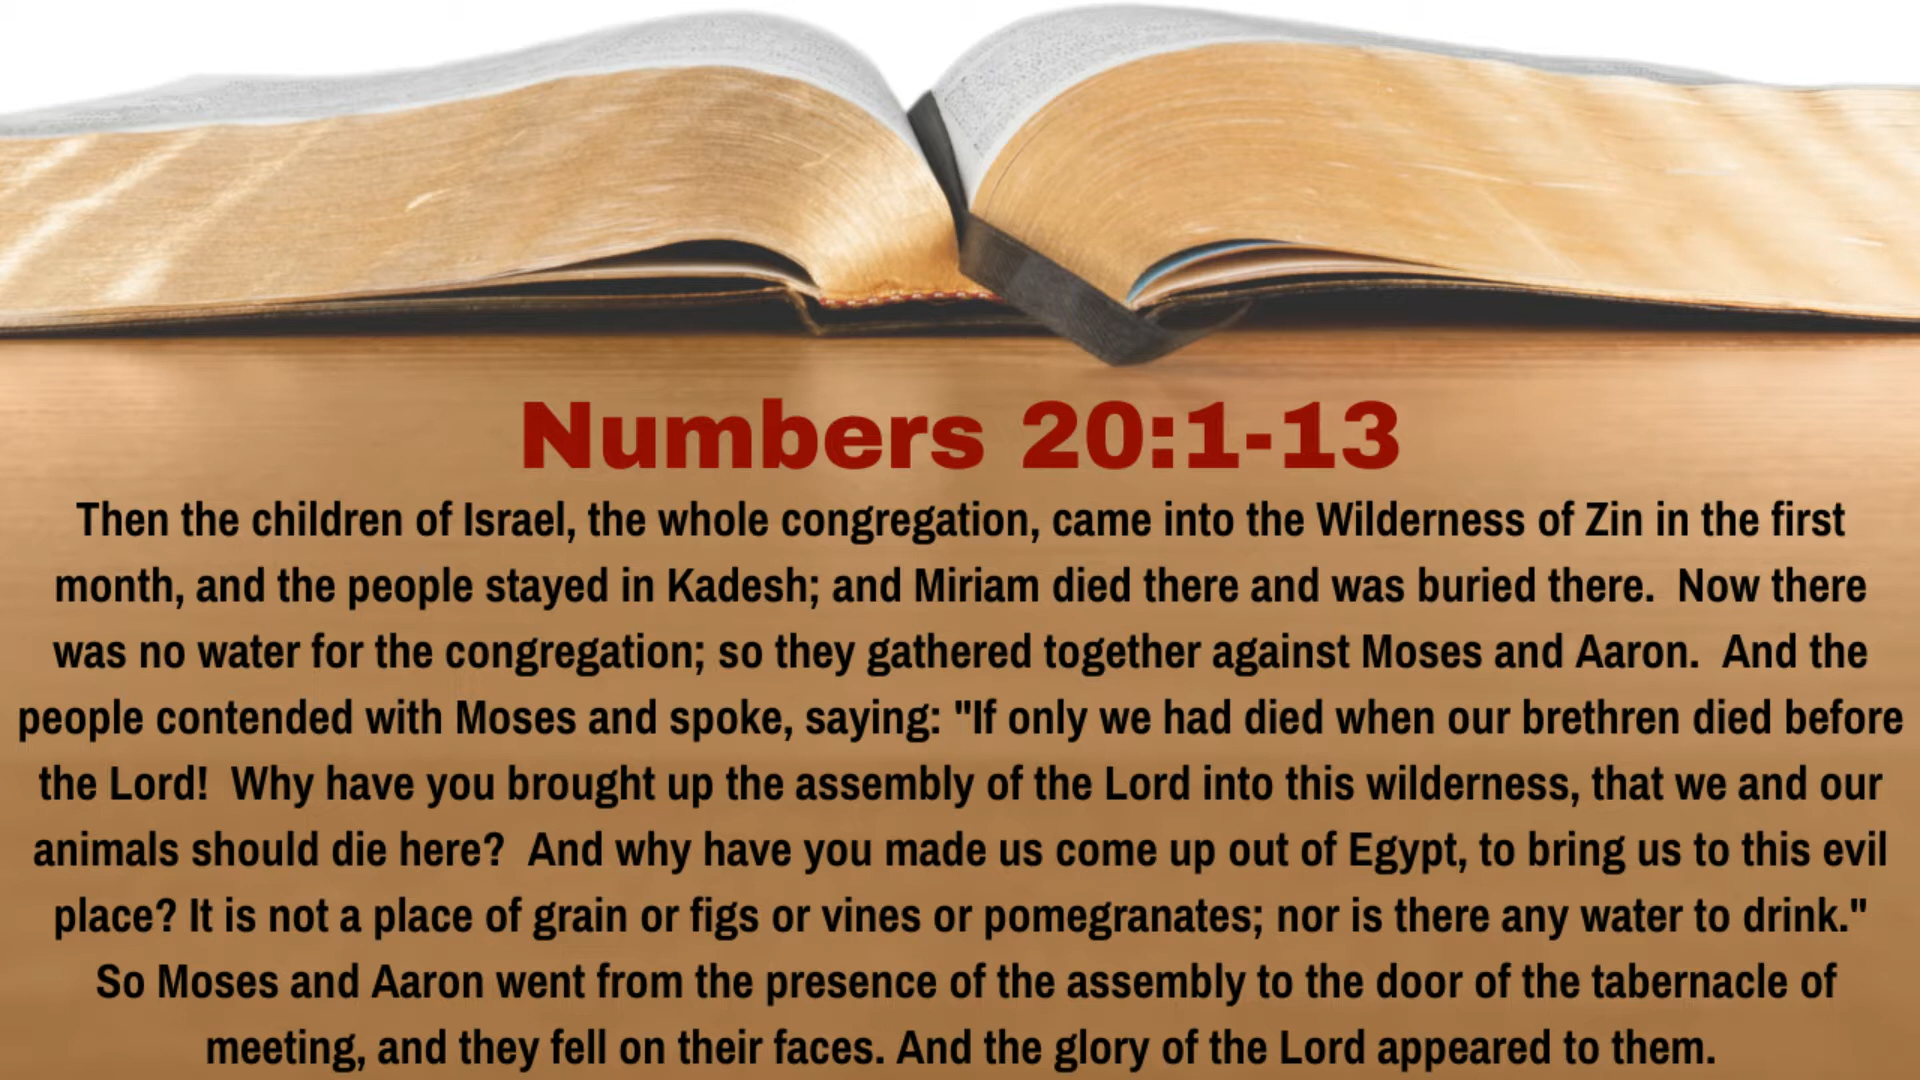 Numbers 20:1-13
Then the children of Israel, the whole congregation, came into the Wilderness of Zin in the first
month, and the people stayed in Kadesh; and Miriam died there and was buried there.  Now there
was no water for the congregation; so they gathered together against Moses and Aaron.  And the
people contended with Moses and spoke, saying: "If only we had died when our brethren died before
the Lord!  Why have you brought up the assembly of the Lord into this wilderness, that we and our
animals should die here?  And why have you made us come up out of Egypt, to bring us to this evil
place? It is not a place of grain or figs or vines or pomegranates; nor is there any water to drink."
So Moses and Aaron went from the presence of the assembly to the door of the tabernacle of
meeting, and they fell on their faces. And the glory of the Lord appeared to them.